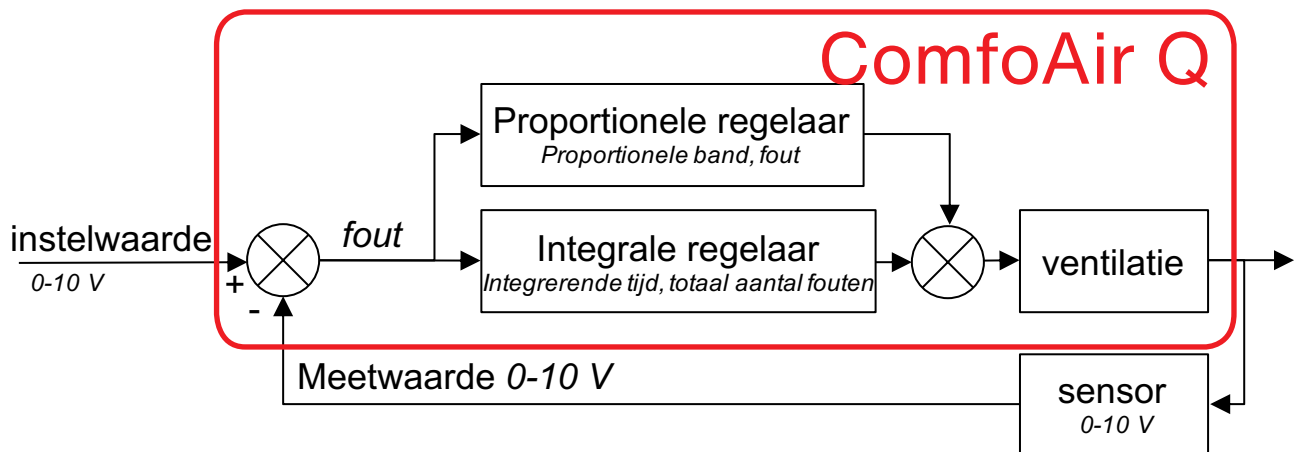 ComfoAir Q
Proportionele regelaar
Proportionele band, fout
instelwaarde
0-10 V
+
-
fout
Integrale regelaar
Integrerende tijd, totaal aantal fouten
ventilatie
Meetwaarde 0-10 V
sensor
0-10 V